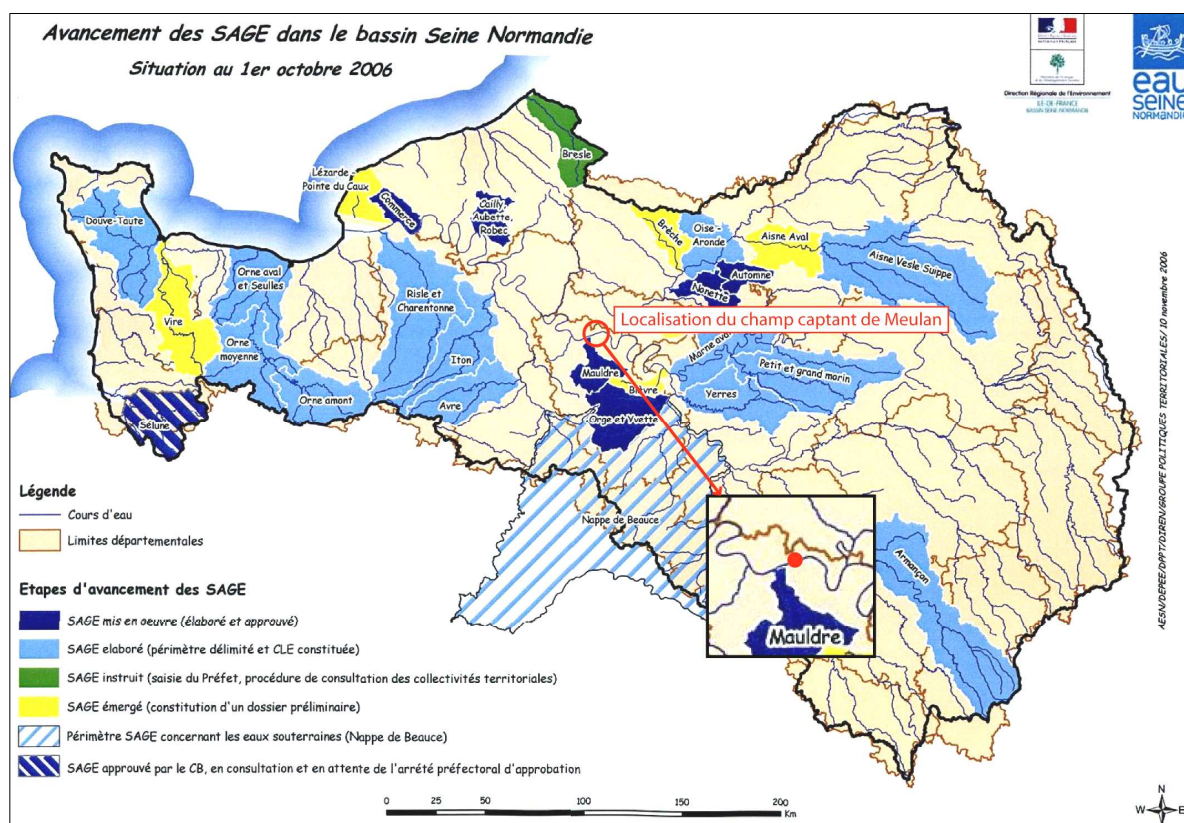 Avancement des SAGE dans le bassin Seine Normandie
Situation au 1er octobre 2006
Direction Régionale de l'Environnement
ILE-DE-FRANCE
BASSIN SEINE NORMANDIE
eau
SEINE
NORMANDIE
Bresle
Lézarde -
Pointe du Caux
Commerce
Cailly
Aubette,
Robec
Douve-Taute
Brèche
Oise -
Aronde
Aisne Aval
Aisne Vesle Suippe
Automne
Nonette
Orne aval
et Seulles
Risle et
Charentonne
Vire
Localisation du champ captant de Meulan
Orne
moyenne
Iton
Marne aval
Petit et grand morin
Mauldre
Bièvre
Yerres
Orne amont
Avre
Orge et Yvette
Sélune
Nappe de Beauce
Armançon
Mauldre
Légende
Cours d'eau
Limites départementales
Etapes d'avancement des SAGE
SAGE mis en oeuvre (élaboré et approuvé)
SAGE elaboré (périmètre délimité et CLE constituée)
SAGE instruit (saisie du Préfet, procédure de consultation des collectivités territoriales)
SAGE émergé (constitution d'un dossier préliminaire)
Périmètre SAGE concernant les eaux souterraines (Nappe de Beauce)
SAGE approuvé par le CB, en consultation et en attente de l'arrêté préfectoral d'approbation
0 25 50 100 150 200
Km
AESN/DEPEE/DPPT/DIREN/GROUPE POLITIQUES TERRITORIALES/10 novembre 2006
N
W E